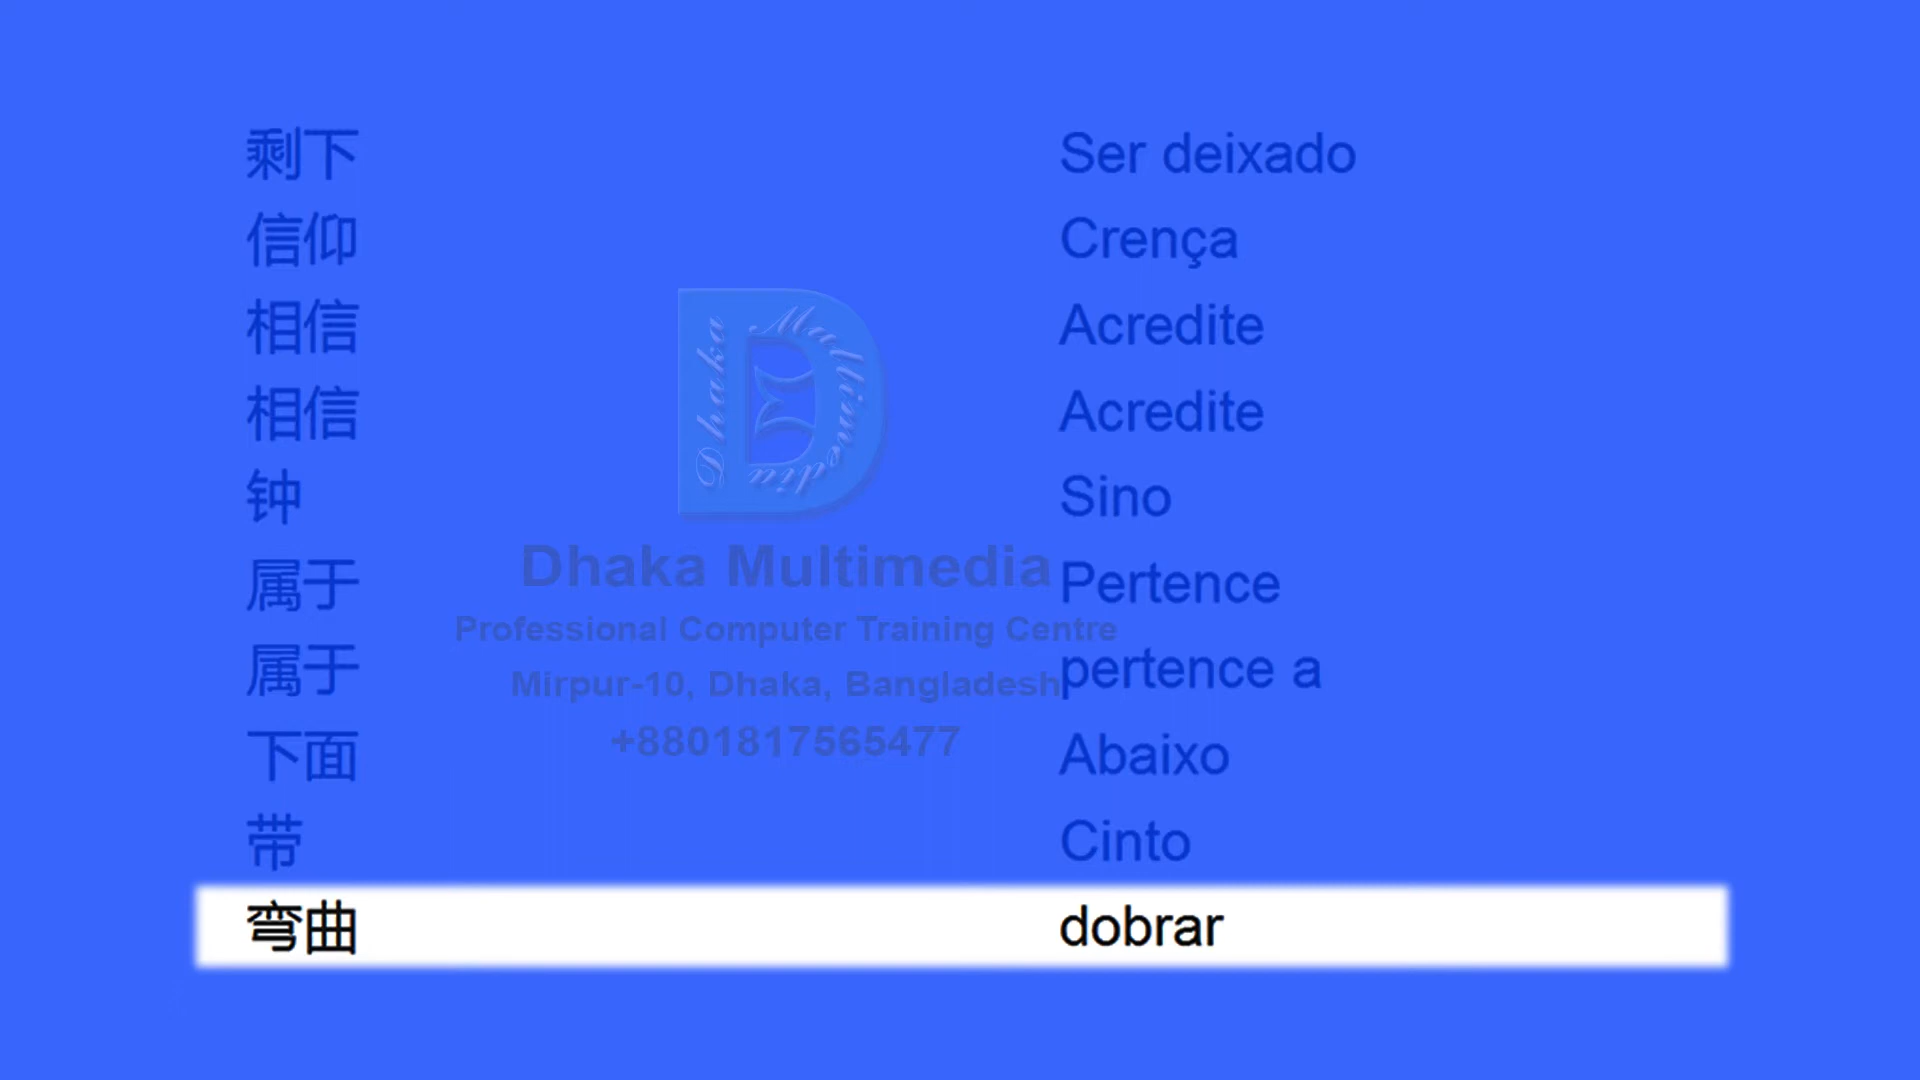 剩下 Ser deixado
信仰 Crença
相信 Acredite
相信 Acredite
钟 Sino
属于 Pertence
属于 pertence a
下面 Abaixo
带 Cinto
弯曲 dobrar
Dhaka Multimedia
Dhaka Multimedia
Professional Computer Training Centre
Mirpur-10, Dhaka, Bangladesh
+8801817565477